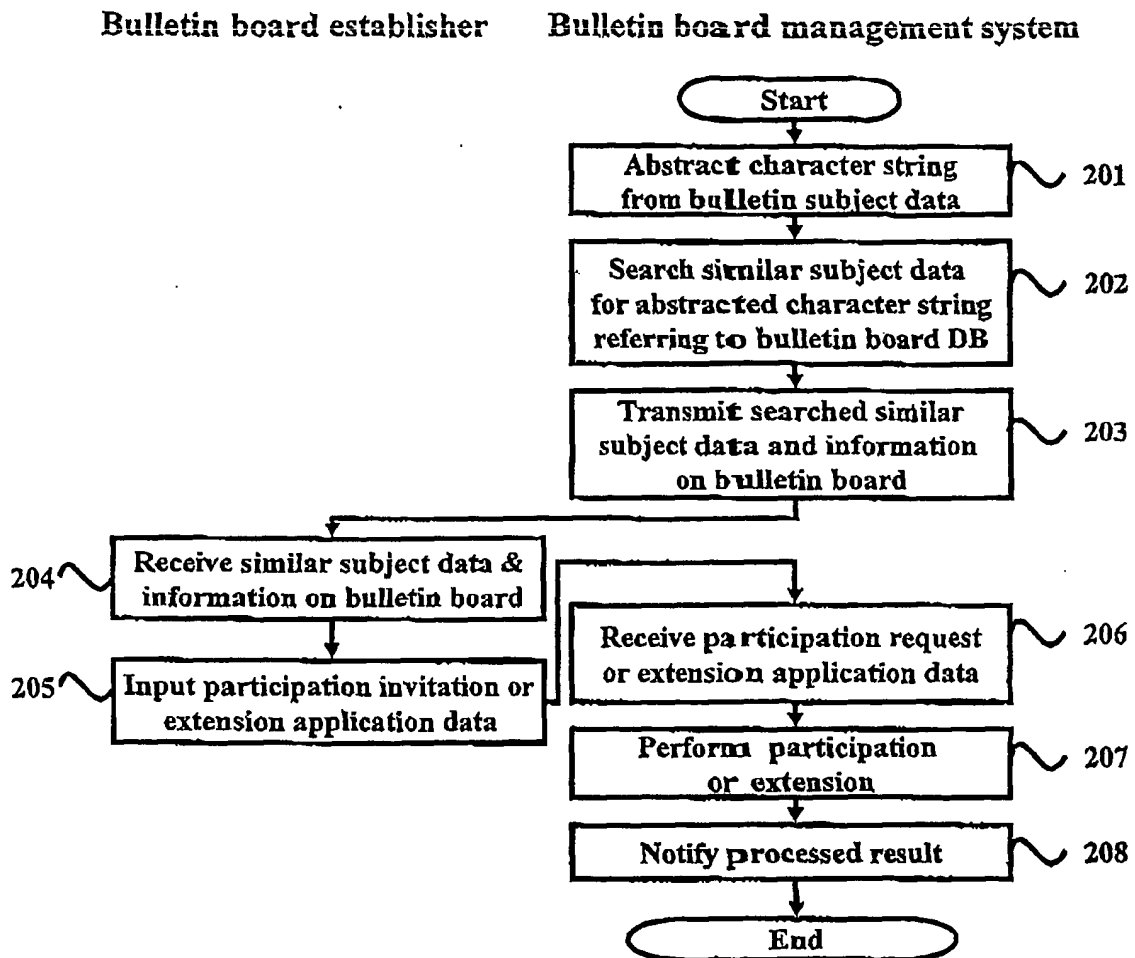 Bulletin board establisher
Bulletin board management system
Start
Abstract character string
from bulletin subject data
201
Search similar subject data
for abstracted character string
referring to bulletin board DB
202
Transmit searched similar
subject data and information
on bulletin board
203
204
Receive similar subject data &
information on bulletin board
205
Input participation invitation or
extension application data
Receive participation request
or extension application data
206
Perform participation
or extension
207
Notify processed result
208
End